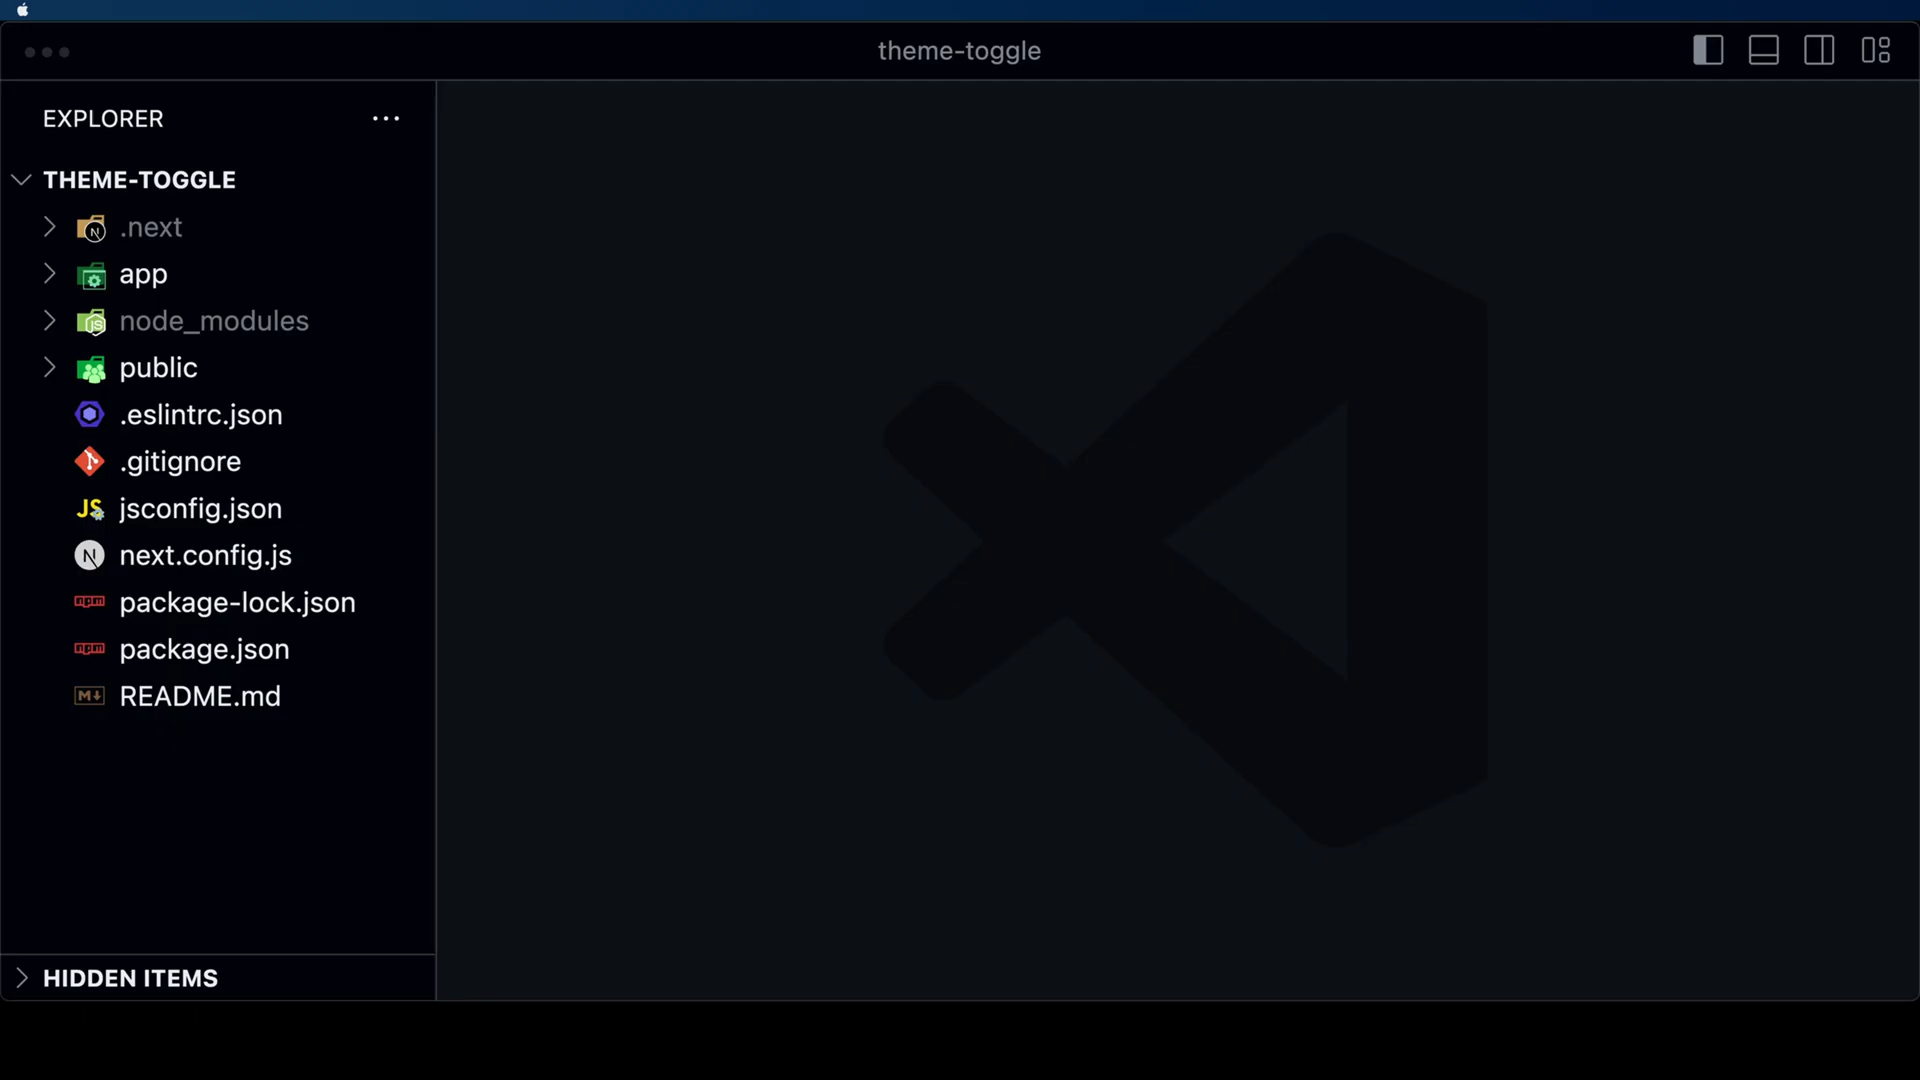 theme-toggle
EXPLORER
THEME-TOGGLE
.next
app
node_modules
public
.eslintrc.json
.gitignore
jsconfig.json
next.config.js
package-lock.json
package.json
README.md
HIDDEN ITEMS